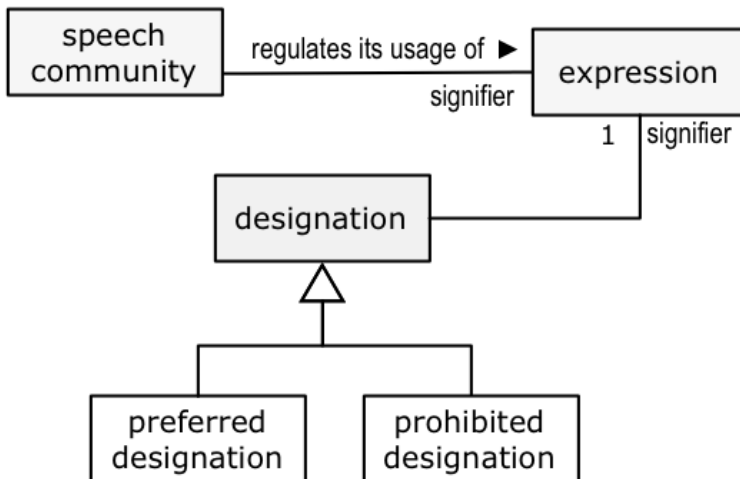 speech
community
regulates its usage of ►
signifier
expression
1 signifier
designation
preferred
designation
prohibited
designation